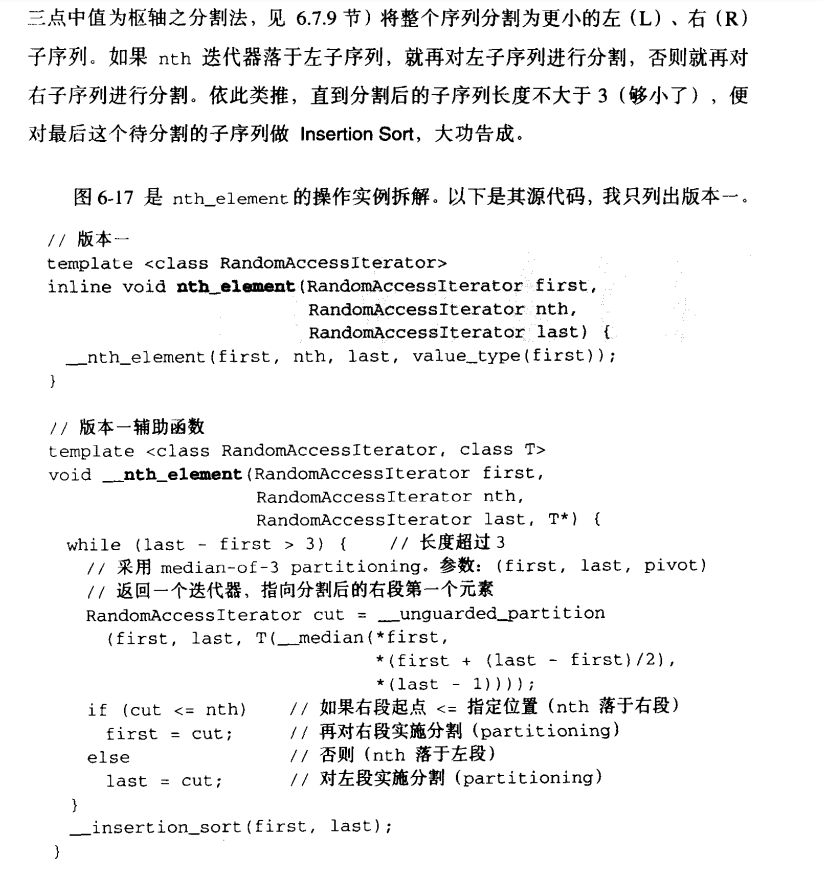 三点中值为枢轴之分割法，见 6.7.9 节）将整个序列分割为更小的左（L）、右（R）
子序列。如果 nth 迭代器落于左子序列，就再对左子序列进行分割，否则就再对
右子序列进行分割。依此类推，直到分割后的子序列长度不大于 3（够小了），便
对最后这个待分割的子序列做 Insertion Sort，大功告成。
图 6-17 是 nth_element 的操作实例拆解。以下是其源代码，我只列出版本一。
// 版本一
template <class RandomAccessIterator>
inline void nth_element(RandomAccessIterator first,
RandomAccessIterator nth,
RandomAccessIterator last) {
__nth_element(first, nth, last, value_type(first));
}
// 版本一辅助函数
template <class RandomAccessIterator, class T>
void __nth_element(RandomAccessIterator first,
RandomAccessIterator nth,
RandomAccessIterator last, T*) {
while (last - first > 3) { // 长度超过 3
// 采用 median-of-3 partitioning。参数：(first, last, pivot)
// 返回一个迭代器，指向分割后的右段第一个元素
RandomAccessIterator cut = __unguarded_partition
(first, last, T(__median(*first,
*(first + (last - first)/2),
*(last - 1))));
if (cut <= nth) // 如果右段起点 <= 指定位置（nth 落于右段）
first = cut; // 再对右段实施分割（partitioning）
else // 否则（nth 落于左段）
last = cut; // 对左段实施分割（partitioning）
}
__insertion_sort(first, last);
}